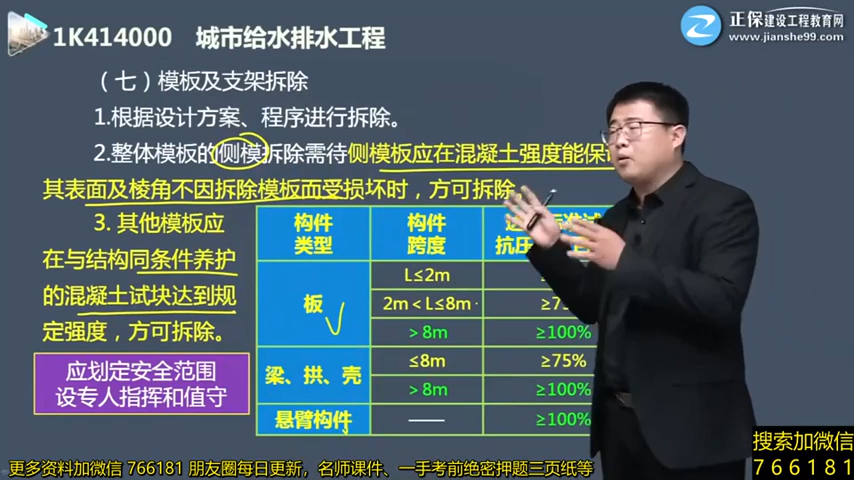 1K414000 城市给水排水工程
正保建设工程教育网
www.jianshe99.com
（七）模板及支架拆除
1.根据设计方案、程序进行拆除。
2.整体模板的侧模拆除需待侧模板应在混凝土强度能保
其表面及棱角不因拆除模板而受损坏时，方可拆除。
3. 其他模板应
在与结构同条件养护
的混凝土试块达到规
定强度，方可拆除。
应划定安全范围
设专人指挥和值守
构件类型 构件跨度
抗压
板 L≤2m
2m＜L≤8m ≥7
＞8m ≥100%
梁、拱、壳 ≤8m ≥75%
＞8m ≥100%
悬臂构件 —— ≥100%
搜索加微信
766181
更多资料加微信 766181 朋友圈每日更新，名师课件、一手考前绝密押题三页纸等